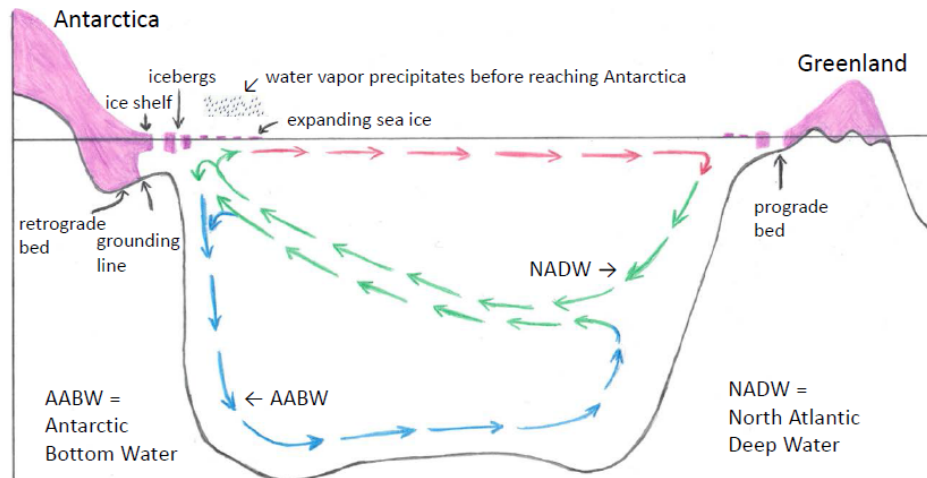 Antarctica
icebergs
ice shelf
water vapor precipitates before reaching Antarctica
expanding sea ice
Greenland
retrograde
bed
grounding
line
prograde
bed
NADW →
← AABW
AABW =
Antarctic
Bottom Water
NADW =
North Atlantic
Deep Water